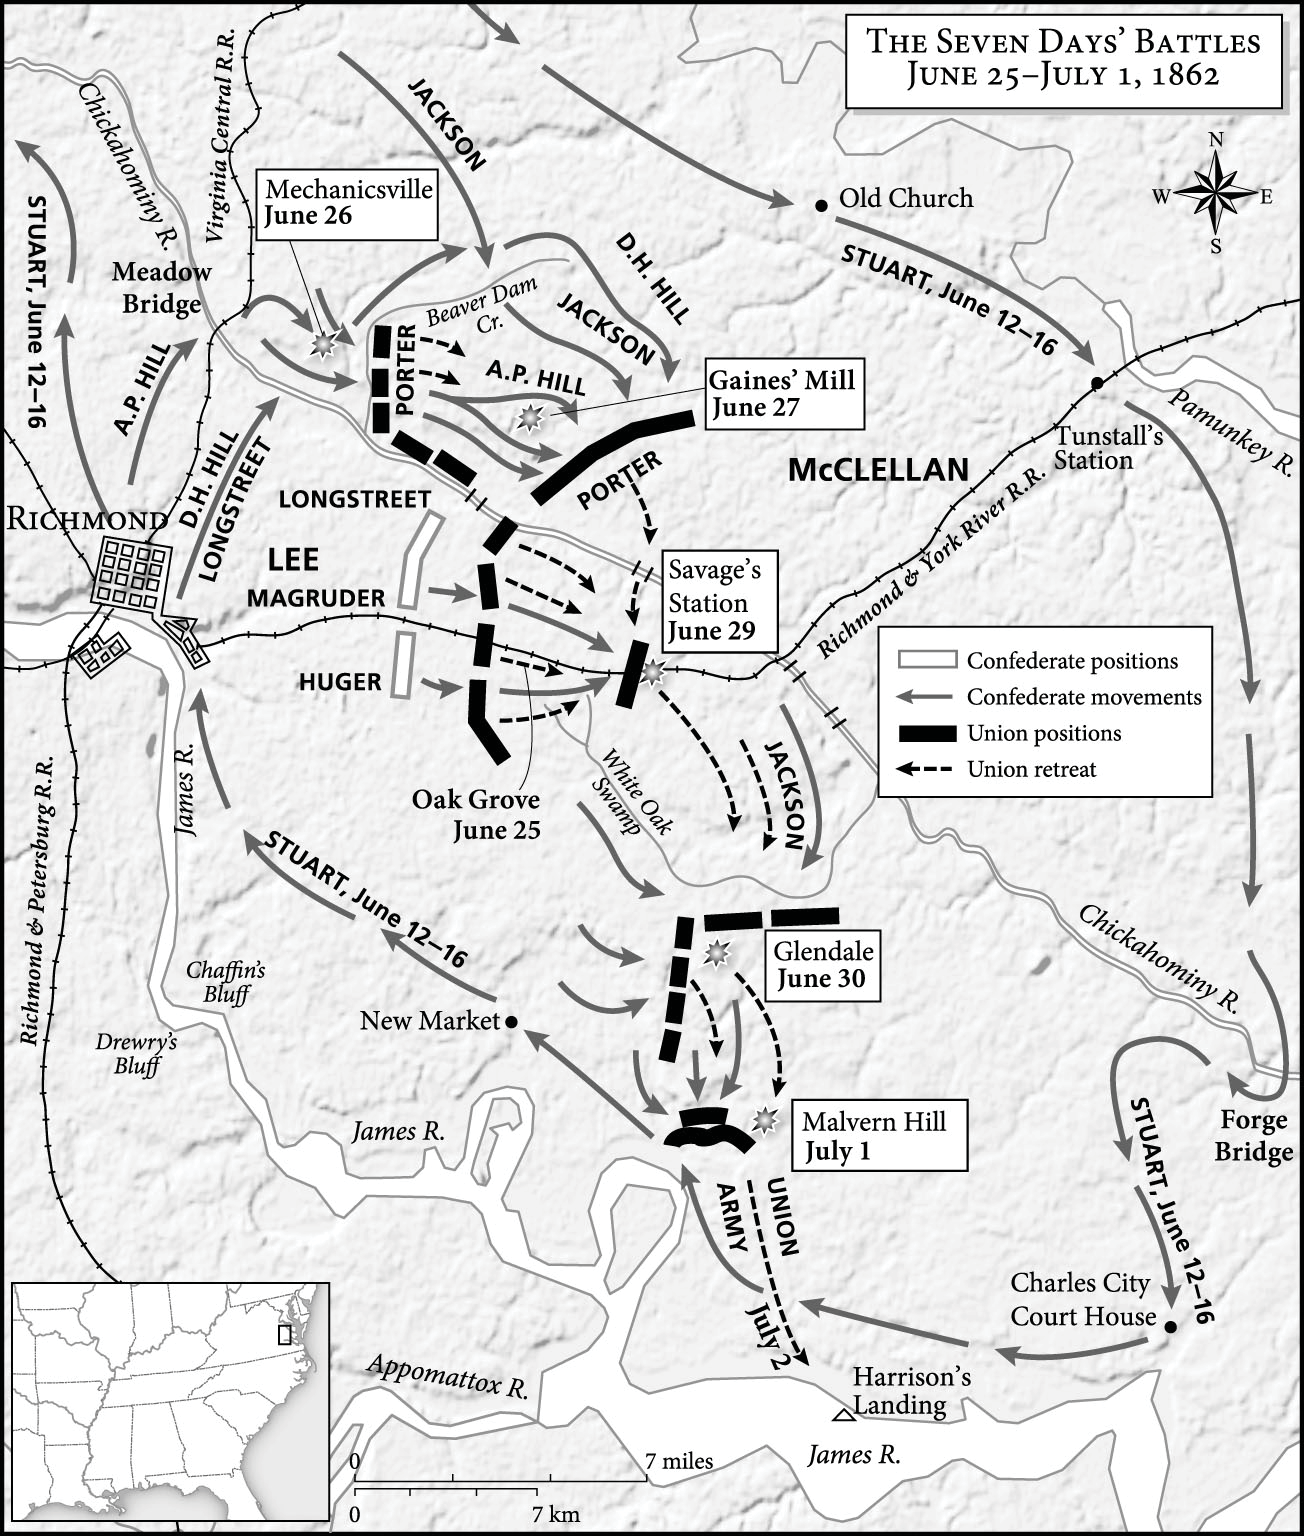 THE SEVEN DAYS' BATTLES
JUNE 25–JULY 1, 1862
N
W
E
S
Chickahominy R.
Virginia Central R.R.
JACKSON
Mechanicsville
June 26
Old Church
STUART, June 12–16
STUART, June 12–16
Meadow
Bridge
D.H. HILL
JACKSON
Beaver Dam
Cr.
A.P. HILL
PORTER
A.P. HILL
Gaines' Mill
June 27
Pamunkey R.
Tunstall's
Station
D.H. HILL
LONGSTREET
PORTER
McCLELLAN
LONGSTREET
RICHMOND
Richmond & York River R.R.
LEE
MAGRUDER
Savage's
Station
June 29
HUGER
Confederate positions
Confederate movements
Union positions
Union retreat
James R.
Richmond & Petersburg R.R.
White Oak
Swamp
JACKSON
Oak Grove
June 25
STUART, June 12–16
Chickahominy R.
Glendale
June 30
Chaffin's
Bluff
New Market
Drewry's
Bluff
James R.
Malvern Hill
July 1
Forge
Bridge
STUART, June 12–16
UNION
ARMY
July 2
Charles City
Court House
Appomattox R.
Harrison's
Landing
James R.
0
7 miles
0
7 km